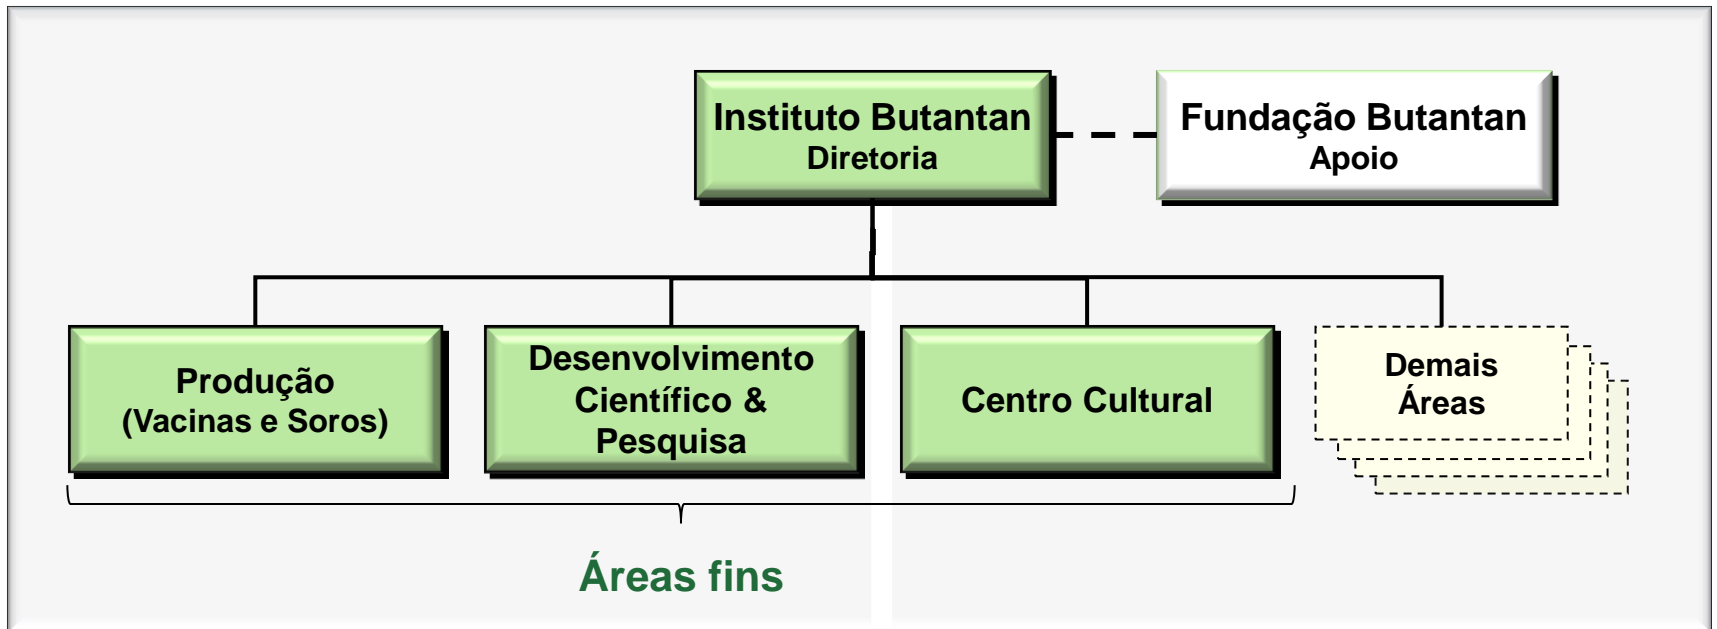 Instituto Butantan
Diretoria
Fundação Butantan
Apoio
Produção
(Vacinas e Soros)
Desenvolvimento
Científico &
Pesquisa
Centro Cultural
Demais
Áreas
Áreas fins